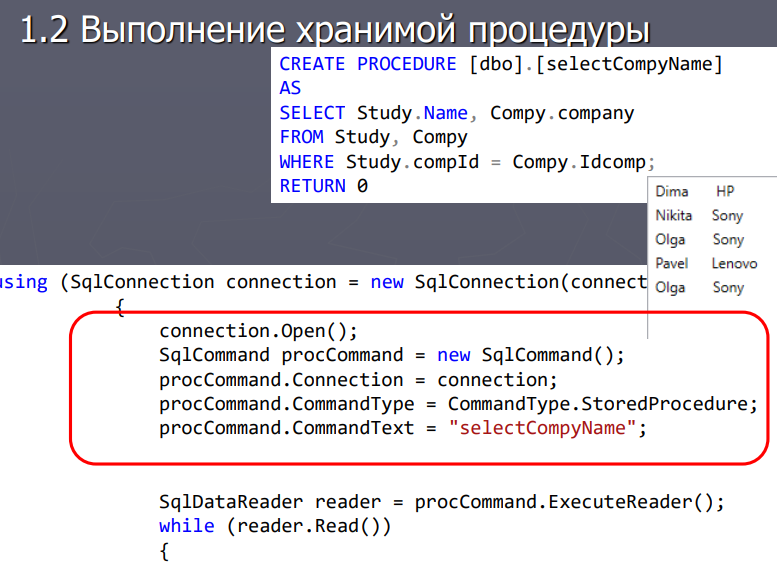 1.2 Выполнение хранимой процедуры
CREATE PROCEDURE [dbo].[selectCompyName]
AS
SELECT Study.Name, Compy.company
FROM Study, Compy
WHERE Study.compId = Compy.Idcomp;
RETURN 0
Dima HP
Nikita Sony
Olga Sony
Pavel Lenovo
Olga Sony
using (SqlConnection connection = new SqlConnection(connect
{
connection.Open();
SqlCommand procCommand = new SqlCommand();
procCommand.Connection = connection;
procCommand.CommandType = CommandType.StoredProcedure;
procCommand.CommandText = "selectCompyName";
SqlDataReader reader = procCommand.ExecuteReader();
while (reader.Read())
{